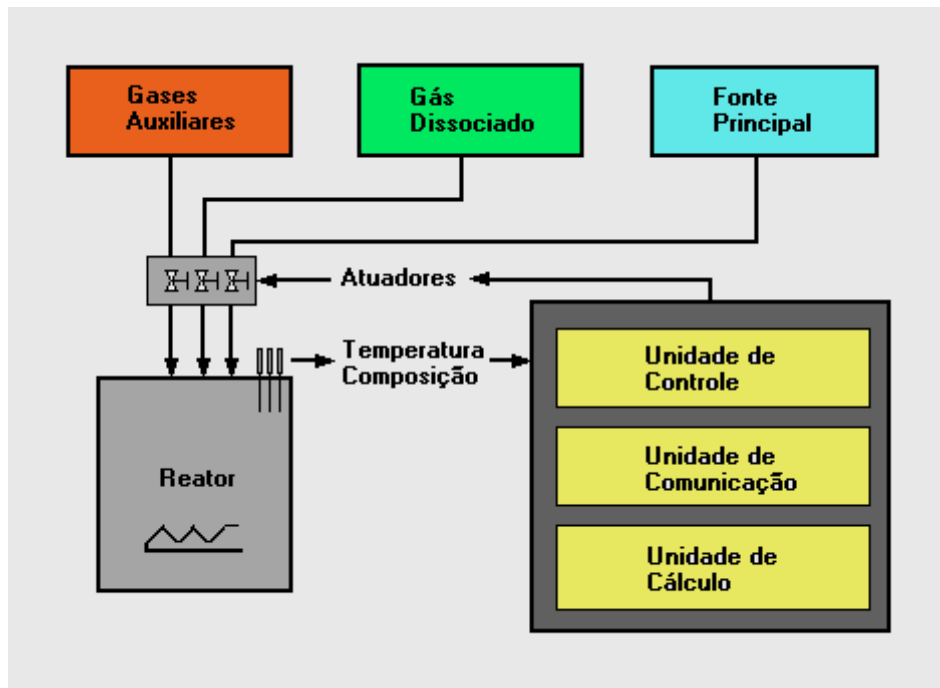 Gases
Auxiliares
Gás
Dissociado
Fonte
Principal
Atuadores
Temperatura
Composição
Unidade de
Controle
Unidade de
Comunicação
Unidade de
Cálculo
Reator